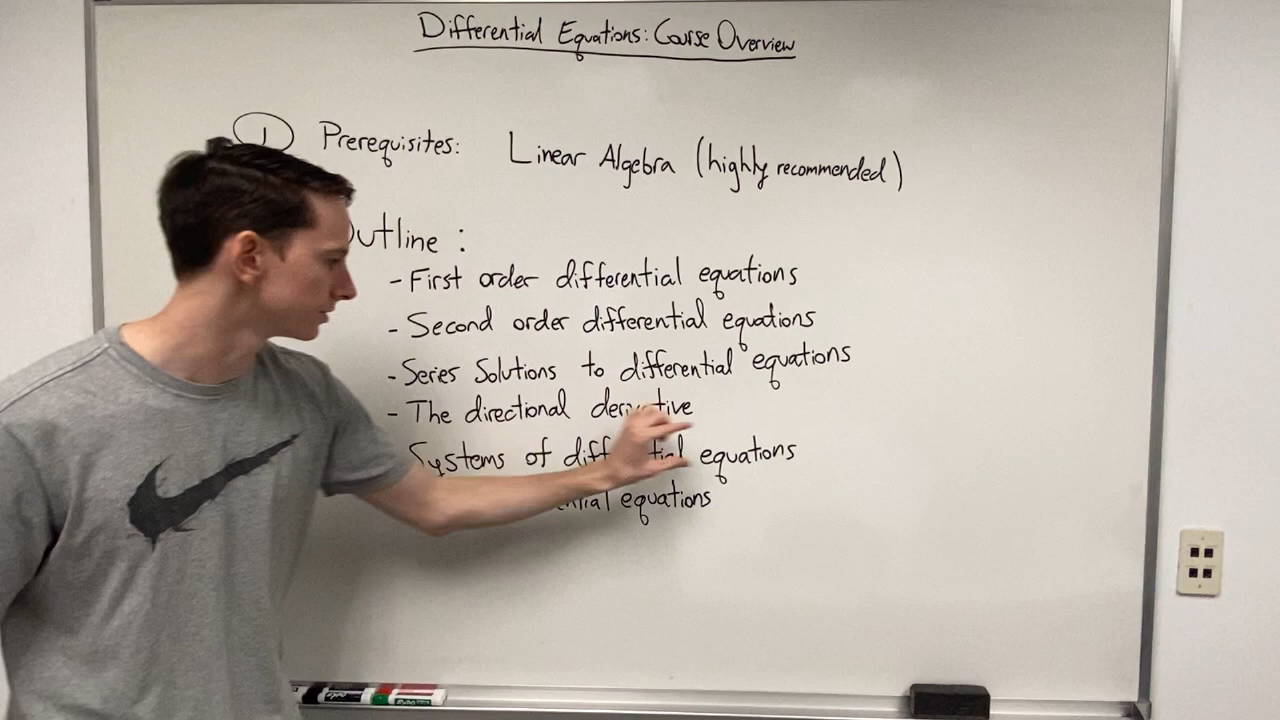 Differential Equations: Course Overview
1 Prerequisites: Linear Algebra (highly recommended)
Outline :
- First order differential equations
- Second order differential equations
- Series Solutions to differential equations
- The directional derivative
Systems of differential equations
equations